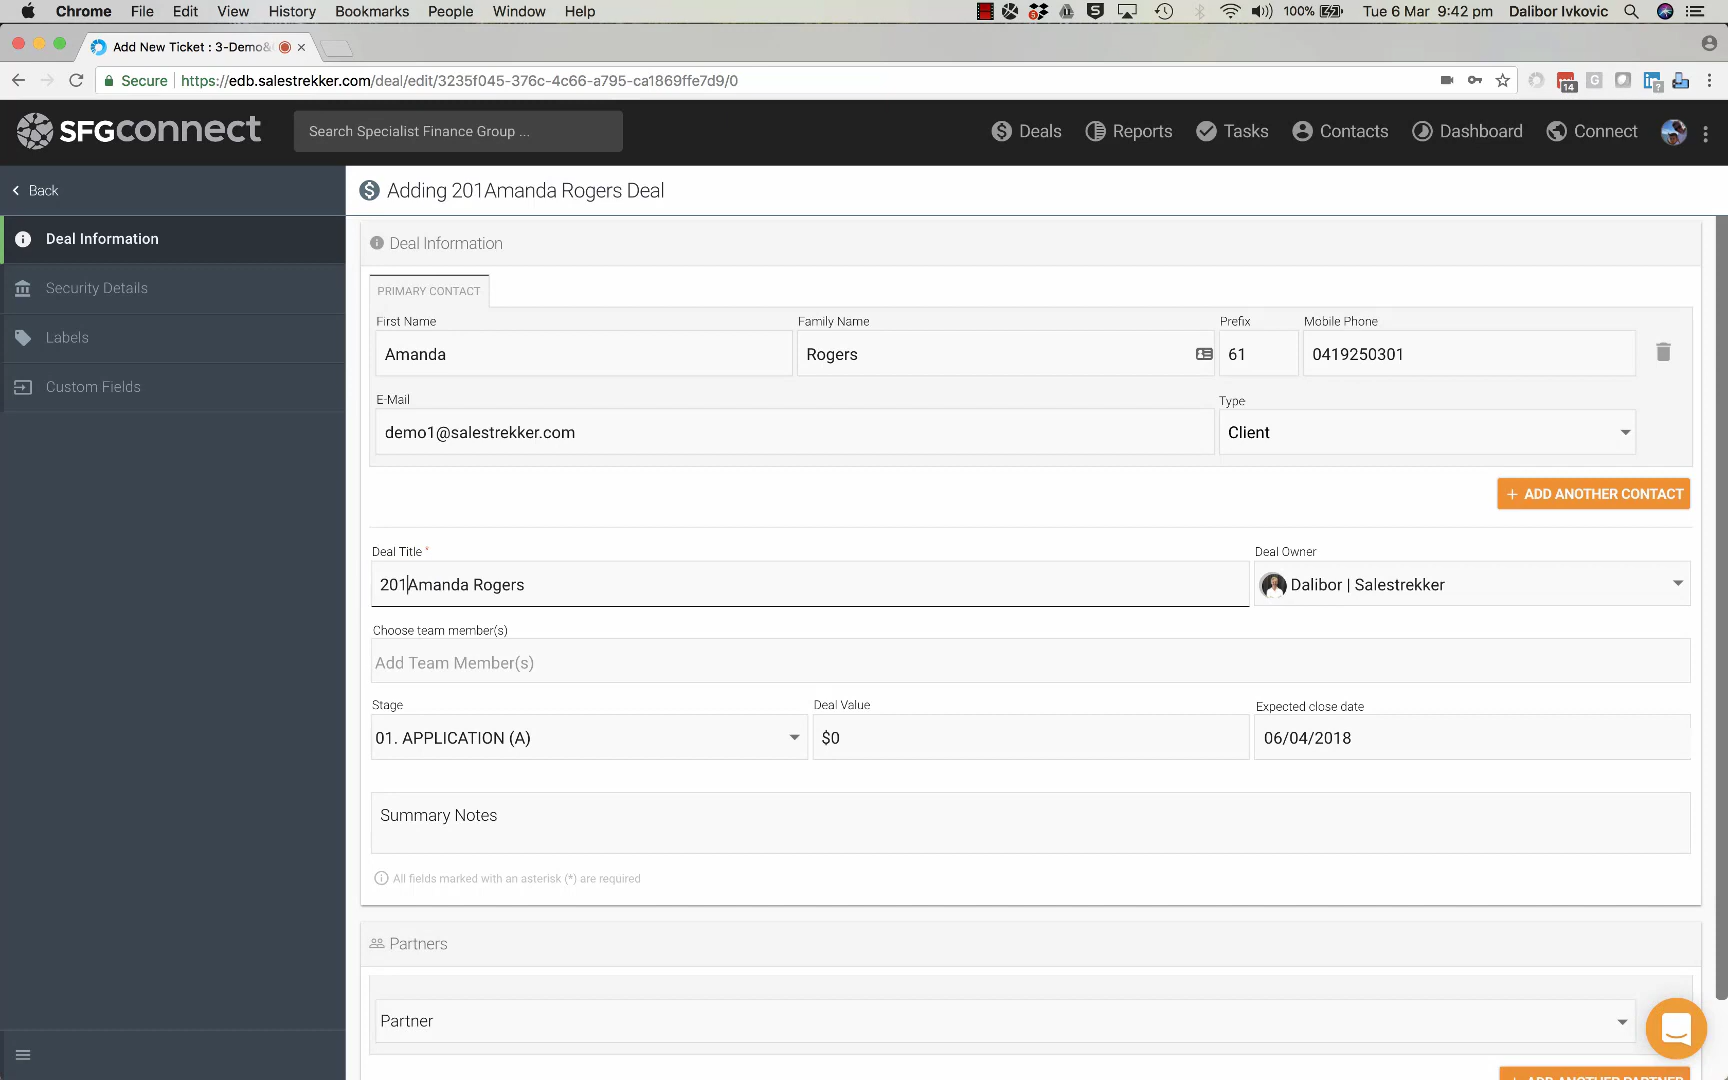 Chrome File Edit View History Bookmarks People Window Help 100% Tue 6 Mar 9:42 pm Dalibor Ivkovic
Add New Ticket : 3-Demo&
Secure https://edb.salestrekker.com/deal/edit/3235f045-376c-4c66-a795-ca1869ffe7d9/0 14
SFGconnect Search Specialist Finance Group ... Deals Reports Tasks Contacts Dashboard Connect
Back
Adding 201Amanda Rogers Deal
Deal Information
Security Details
Labels
Custom Fields
Deal Information
PRIMARY CONTACT
First Name Family Name Prefix Mobile Phone
Amanda Rogers 61 0419250301
E-Mail Type
demo1@salestrekker.com Client
+ ADD ANOTHER CONTACT
Deal Title * Deal Owner
201Amanda Rogers Dalibor | Salestrekker
Choose team member(s)
Add Team Member(s)
Stage Deal Value Expected close date
01. APPLICATION (A) $0 06/04/2018
Summary Notes
All fields marked with an asterisk (*) are required
Partners
Partner
+ ADD ANOTHER PARTNER